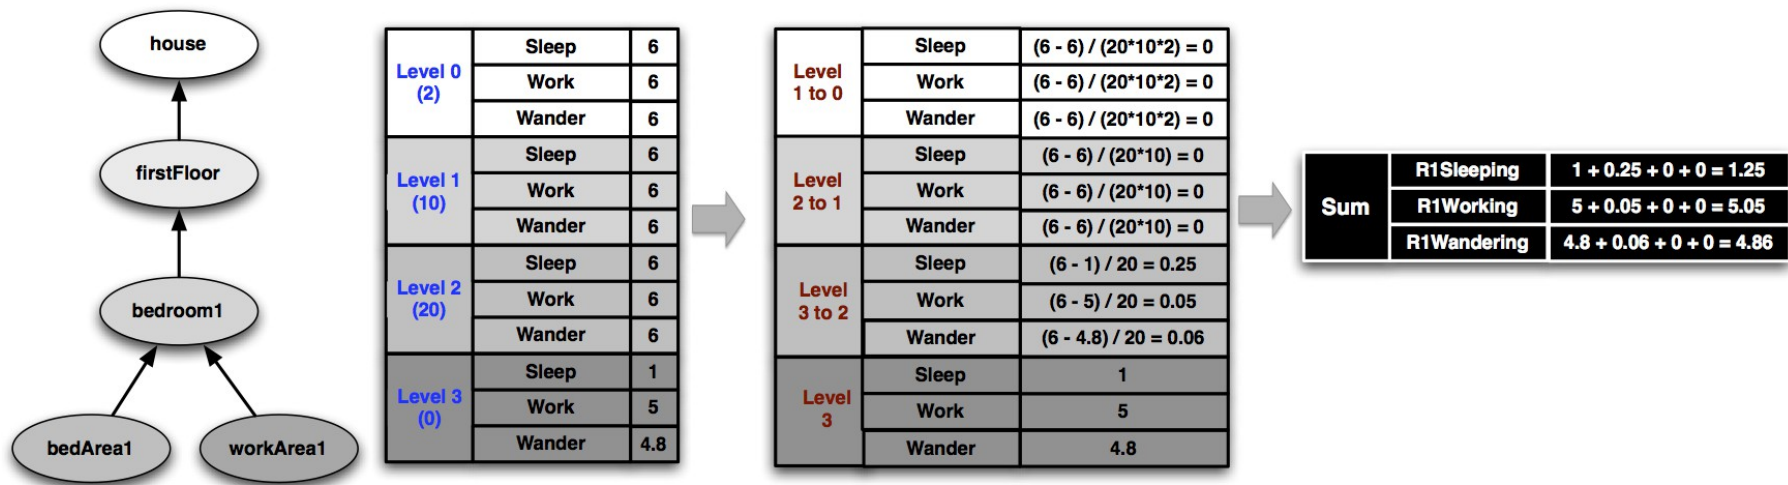 house
firstFloor
bedroom1
bedArea1
workArea1
Level 0
(2)
Sleep 6
Work 6
Wander 6
Level 1
(10)
Sleep 6
Work 6
Wander 6
Level 2
(20)
Sleep 6
Work 6
Wander 6
Level 3
(0)
Sleep 1
Work 5
Wander 4.8
Level
1 to 0
Sleep (6 - 6) / (20*10*2) = 0
Work (6 - 6) / (20*10*2) = 0
Wander (6 - 6) / (20*10*2) = 0
Level
2 to 1
Sleep (6 - 6) / (20*10) = 0
Work (6 - 6) / (20*10) = 0
Wander (6 - 6) / (20*10) = 0
Level
3 to 2
Sleep (6 - 1) / 20 = 0.25
Work (6 - 5) / 20 = 0.05
Wander (6 - 4.8) / 20 = 0.06
Level
3
Sleep 1
Work 5
Wander 4.8
Sum
R1Sleeping 1 + 0.25 + 0 + 0 = 1.25
R1Working 5 + 0.05 + 0 + 0 = 5.05
R1Wandering 4.8 + 0.06 + 0 + 0 = 4.86